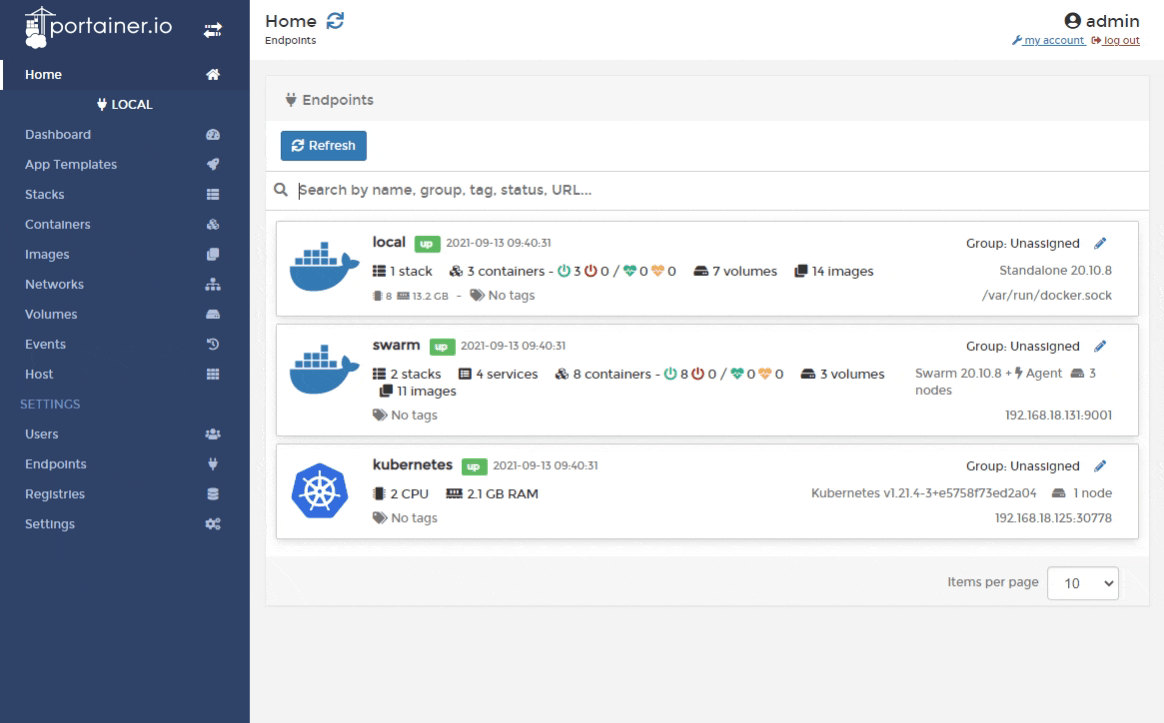 portainer.io
Home
LOCAL
Dashboard
App Templates
Stacks
Containers
Images
Networks
Volumes
Events
Host
SETTINGS
Users
Endpoints
Registries
Settings
Home
Endpoints
admin
my account log out
Endpoints
Refresh
Search by name, group, tag, status, URL...
local up 2021-09-13 09:40:31 Group: Unassigned
1 stack 3 containers - 3 0 / 0 0 7 volumes 14 images Standalone 20.10.8
8 13.2 GB - No tags /var/run/docker.sock
swarm up 2021-09-13 09:40:31 Group: Unassigned
2 stacks 4 services 8 containers - 8 0 / 0 0 3 volumes Swarm 20.10.8 + Agent 3
11 images nodes
No tags 192.168.18.131:9001
kubernetes up 2021-09-13 09:40:31 Group: Unassigned
2 CPU 2.1 GB RAM Kubernetes v1.21.4-3+e5758f73ed2a04 1 node
No tags 192.168.18.125:30778
Items per page 10